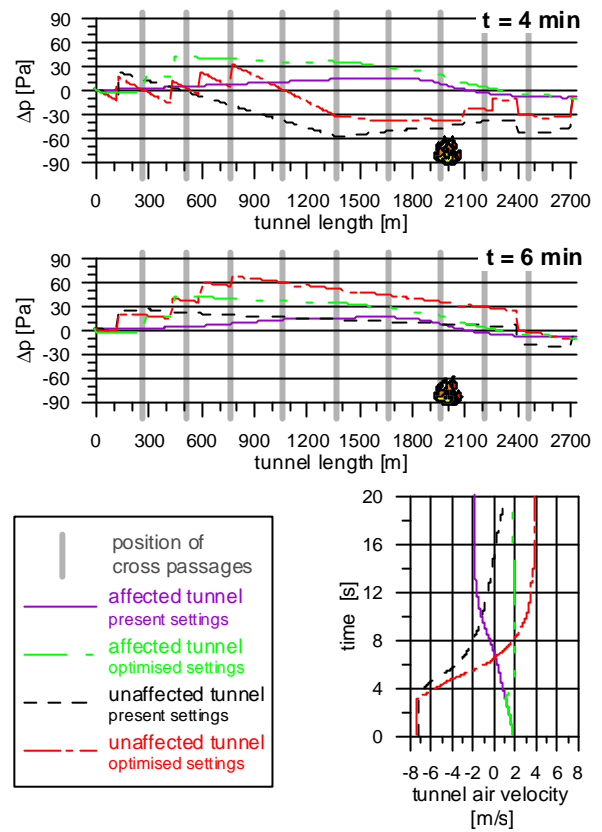 t = 4 min
90
60
30
0
-30
-60
-90
Δp [Pa]
0 300 600 900 1200 1500 1800 2100 2400 2700
tunnel length [m]
t = 6 min
90
60
30
0
-30
-60
-90
Δp [Pa]
0 300 600 900 1200 1500 1800 2100 2400 2700
tunnel length [m]
position of
cross passages
affected tunnel
present settings
affected tunnel
optimised settings
unaffected tunnel
present settings
unaffected tunnel
optimised settings
20
16
12
8
4
0
time [s]
-8 -6 -4 -2 0 2 4 6 8
tunnel air velocity
[m/s]